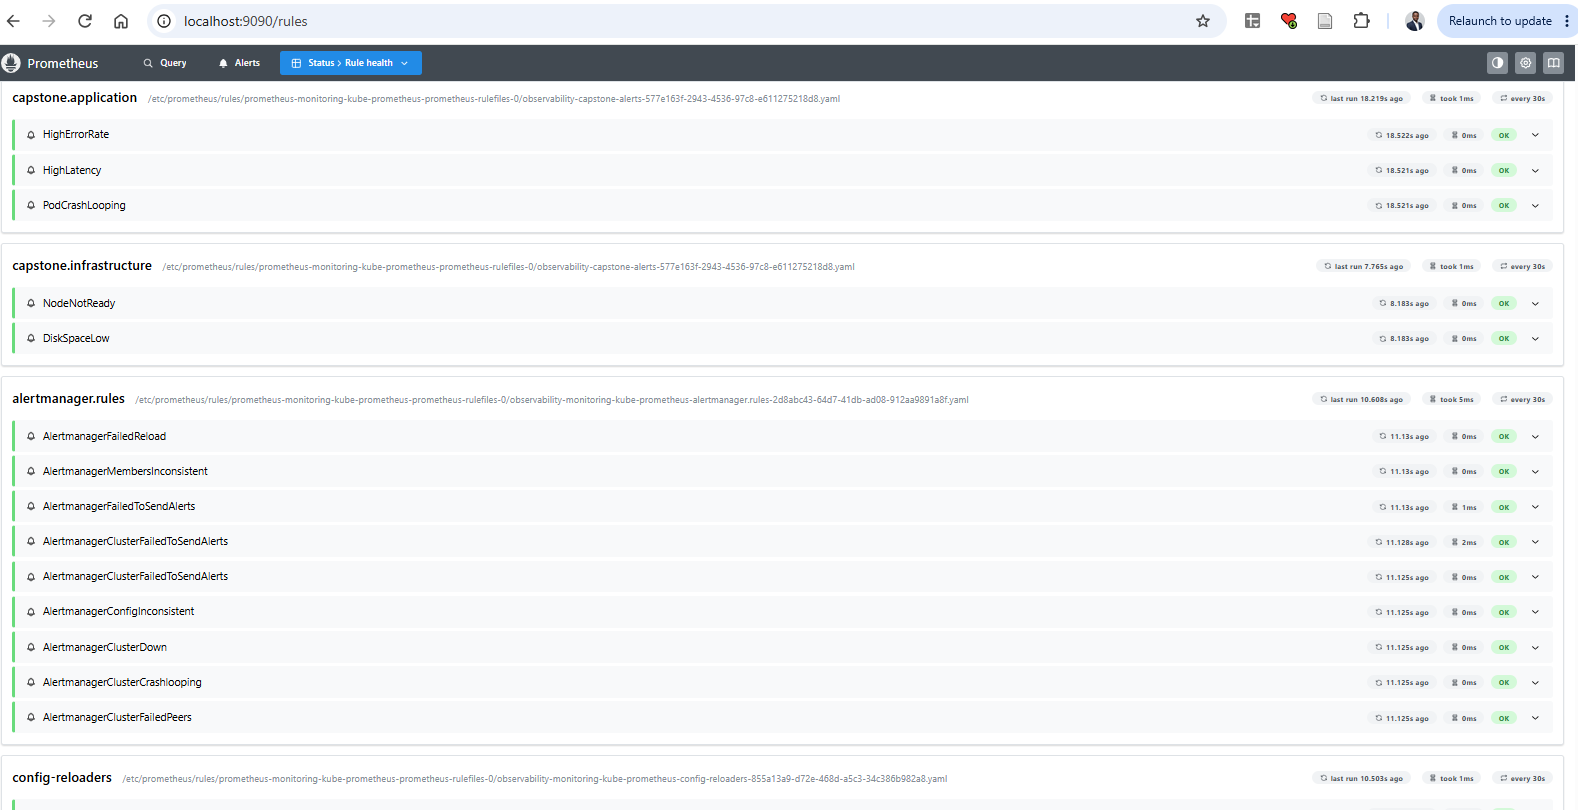 localhost:9090/rules
Relaunch to update
Prometheus Query Alerts Status > Rule health
capstone.application /etc/prometheus/rules/prometheus-monitoring-kube-prometheus-prometheus-rulefiles-0/observability-capstone-alerts-577e163f-2943-4536-97c8-e611275218d8.yaml last run 18.219s ago took 1ms every 30s
HighErrorRate 18.522s ago 0ms OK
HighLatency 18.521s ago 0ms OK
PodCrashLooping 18.521s ago 0ms OK
capstone.infrastructure /etc/prometheus/rules/prometheus-monitoring-kube-prometheus-prometheus-rulefiles-0/observability-capstone-alerts-577e163f-2943-4536-97c8-e611275218d8.yaml last run 7.765s ago took 1ms every 30s
NodeNotReady 8.183s ago 0ms OK
DiskSpaceLow 8.183s ago 0ms OK
alertmanager.rules /etc/prometheus/rules/prometheus-monitoring-kube-prometheus-prometheus-rulefiles-0/observability-monitoring-kube-prometheus-alertmanager.rules-2d8abc43-64d7-41db-ad08-912aa9891a8f.yaml last run 10.608s ago took 5ms every 30s
AlertmanagerFailedReload 11.13s ago 0ms OK
AlertmanagerMembersInconsistent 11.13s ago 0ms OK
AlertmanagerFailedToSendAlerts 11.13s ago 1ms OK
AlertmanagerClusterFailedToSendAlerts 11.128s ago 2ms OK
AlertmanagerClusterFailedToSendAlerts 11.125s ago 0ms OK
AlertmanagerConfigInconsistent 11.125s ago 0ms OK
AlertmanagerClusterDown 11.125s ago 0ms OK
AlertmanagerClusterCrashlooping 11.125s ago 0ms OK
AlertmanagerClusterFailedPeers 11.125s ago 0ms OK
config-reloaders /etc/prometheus/rules/prometheus-monitoring-kube-prometheus-prometheus-rulefiles-0/observability-monitoring-kube-prometheus-config-reloaders-855a13a9-d72e-468d-a5c3-34c386b982a8.yaml last run 10.503s ago took 1ms every 30s